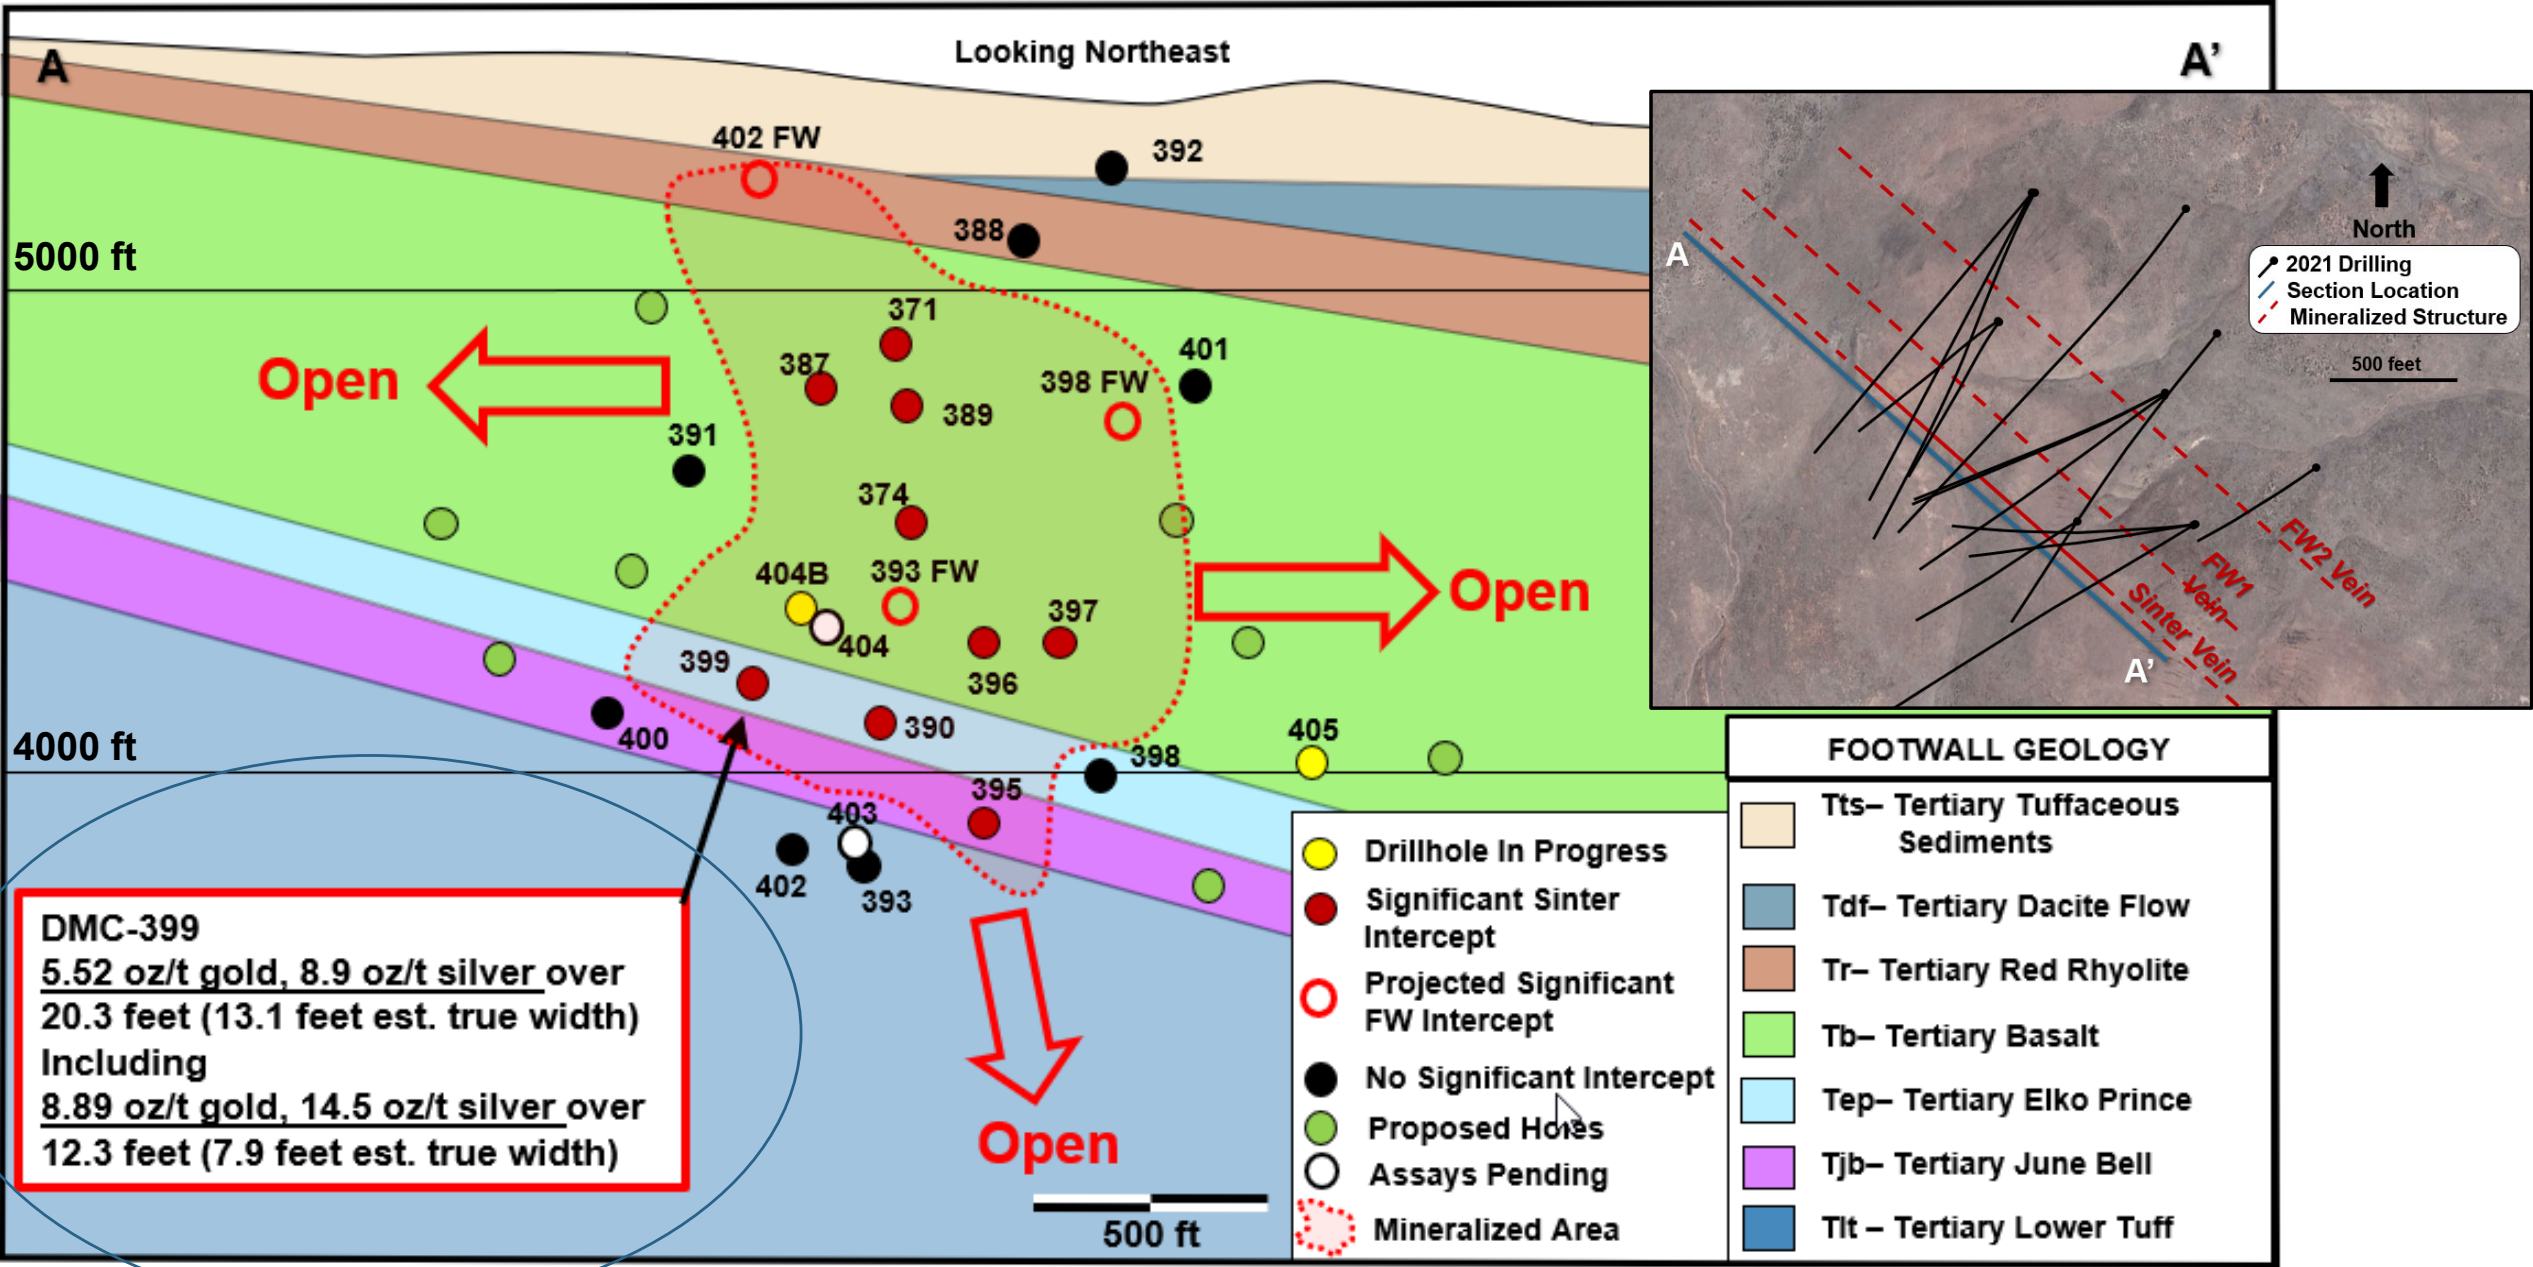 Looking Northeast
A
A’
402 FW
392
388
5000 ft
371
387
389
398 FW
401
Open
391
374
404B
393 FW
404
397
396
Open
399
390
400
4000 ft
398
405
395
403
402
393
DMC-399
5.52 oz/t gold, 8.9 oz/t silver over
20.3 feet (13.1 feet est. true width)
Including
8.89 oz/t gold, 14.5 oz/t silver over
12.3 feet (7.9 feet est. true width)
Open
500 ft
A
North
2021 Drilling
Section Location
Mineralized Structure
500 feet
FW2 Vein
FW1
Vein
Sinter Vein
A’
Drillhole In Progress
Significant Sinter
Intercept
Projected Significant
FW Intercept
No Significant Intercept
Proposed Holes
Assays Pending
Mineralized Area
FOOTWALL GEOLOGY
Tts– Tertiary Tuffaceous
Sediments
Tdf– Tertiary Dacite Flow
Tr– Tertiary Red Rhyolite
Tb– Tertiary Basalt
Tep– Tertiary Elko Prince
Tjb– Tertiary June Bell
Tlt – Tertiary Lower Tuff